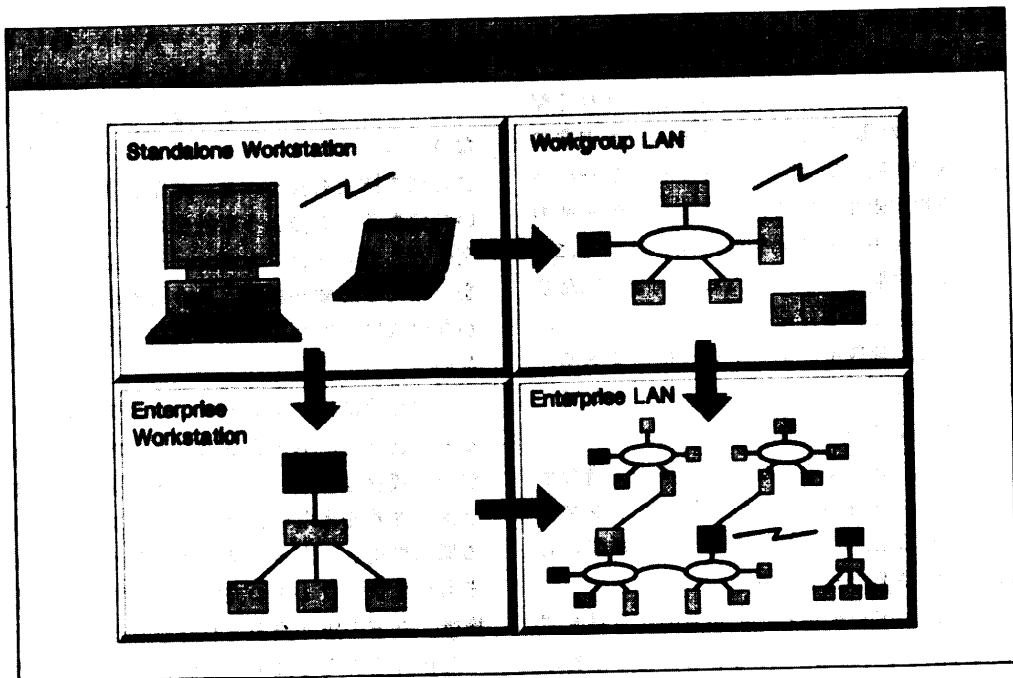 Standalone Workstation
Workgroup LAN
Enterprise
Workstation
Enterprise LAN